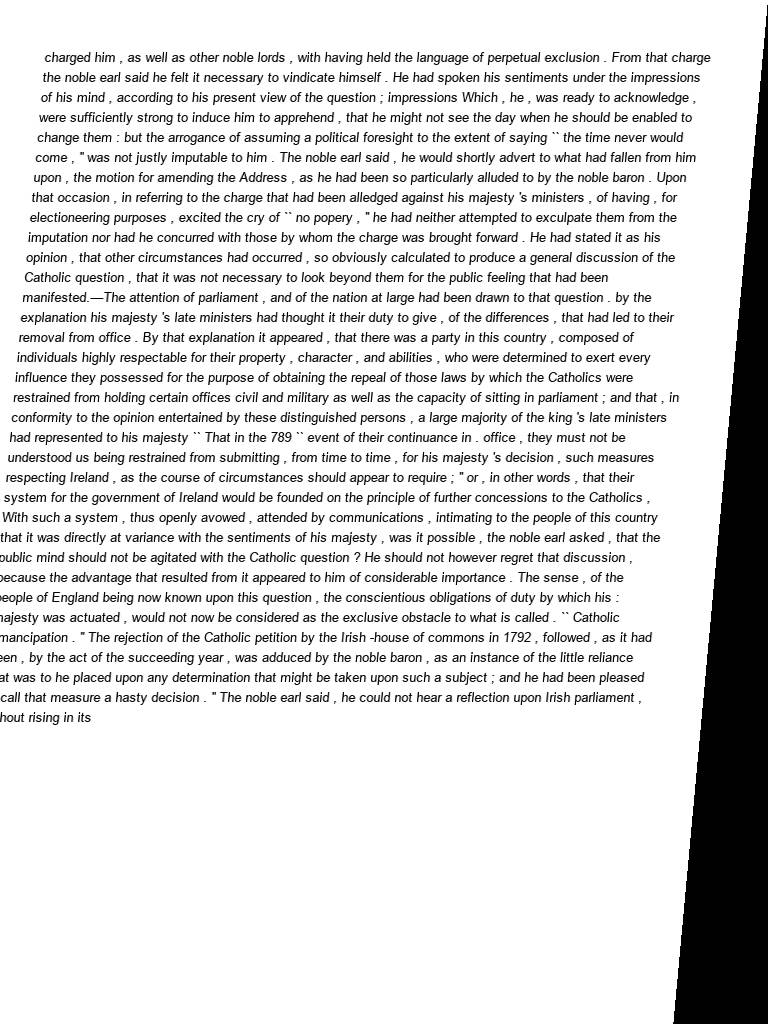 charged him , as well as other noble lords , with having held the language of perpetual exclusion . From that charge
the noble earl said he felt it necessary to vindicate himself . He had spoken his sentiments under the impressions
of his mind , according to his present view of the question ; impressions Which , he , was ready to acknowledge ,
were sufficiently strong to induce him to apprehend , that he might not see the day when he should be enabled to
change them : but the arrogance of assuming a political foresight to the extent of saying `` the time never would
come , " was not justly imputable to him . The noble earl said , he would shortly advert to what had fallen from him
upon , the motion for amending the Address , as he had been so particularly alluded to by the noble baron . Upon
that occasion , in referring to the charge that had been alledged against his majesty 's ministers , of having , for
electioneering purposes , excited the cry of `` no popery , " he had neither attempted to exculpate them from the
imputation nor had he concurred with those by whom the charge was brought forward . He had stated it as his
opinion , that other circumstances had occurred , so obviously calculated to produce a general discussion of the
Catholic question , that it was not necessary to look beyond them for the public feeling that had been
manifested.—The attention of parliament , and of the nation at large had been drawn to that question . by the
explanation his majesty 's late ministers had thought it their duty to give , of the differences , that had led to their
removal from office . By that explanation it appeared , that there was a party in this country , composed of
individuals highly respectable for their property , character , and abilities , who were determined to exert every
influence they possessed for the purpose of obtaining the repeal of those laws by which the Catholics were
restrained from holding certain offices civil and military as well as the capacity of sitting in parliament ; and that , in
conformity to the opinion entertained by these distinguished persons , a large majority of the king 's late ministers
had represented to his majesty `` That in the 789 `` event of their continuance in . office , they must not be
understood us being restrained from submitting , from time to time , for his majesty 's decision , such measures
respecting Ireland , as the course of circumstances should appear to require ; " or , in other words , that their
system for the government of Ireland would be founded on the principle of further concessions to the Catholics ,
With such a system , thus openly avowed , attended by communications , intimating to the people of this country
that it was directly at variance with the sentiments of his majesty , was it possible , the noble earl asked , that the
public mind should not be agitated with the Catholic question ? He should not however regret that discussion ,
because the advantage that resulted from it appeared to him of considerable importance . The sense , of the
people of England being now known upon this question , the conscientious obligations of duty by which his :
majesty was actuated , would not now be considered as the exclusive obstacle to what is called . `` Catholic
mancipation . " The rejection of the Catholic petition by the Irish -house of commons in 1792 , followed , as it had
een , by the act of the succeeding year , was adduced by the noble baron , as an instance of the little reliance
at was to he placed upon any determination that might be taken upon such a subject ; and he had been pleased
call that measure a hasty decision . " The noble earl said , he could not hear a reflection upon Irish parliament ,
hout rising in its